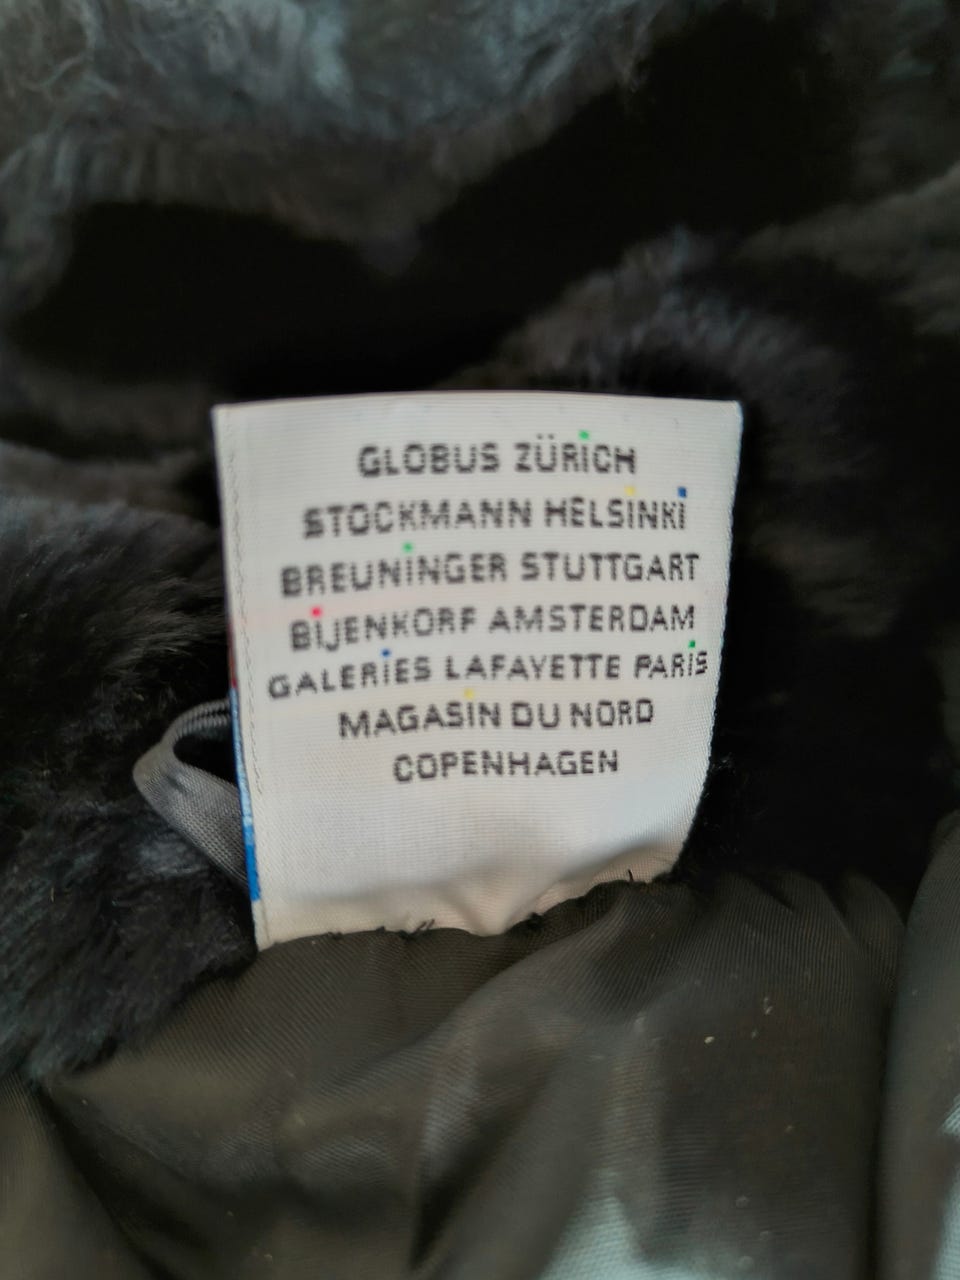 GLOBUS ZÜRiCH
STOCKMANN HELSiNKi
BREUNiNGER STUTTGART
BiJENKORF AMSTERDAM
GALERiES LAFAYETTE PARiS
MAGASiN DU NORD
COPENHAGEN